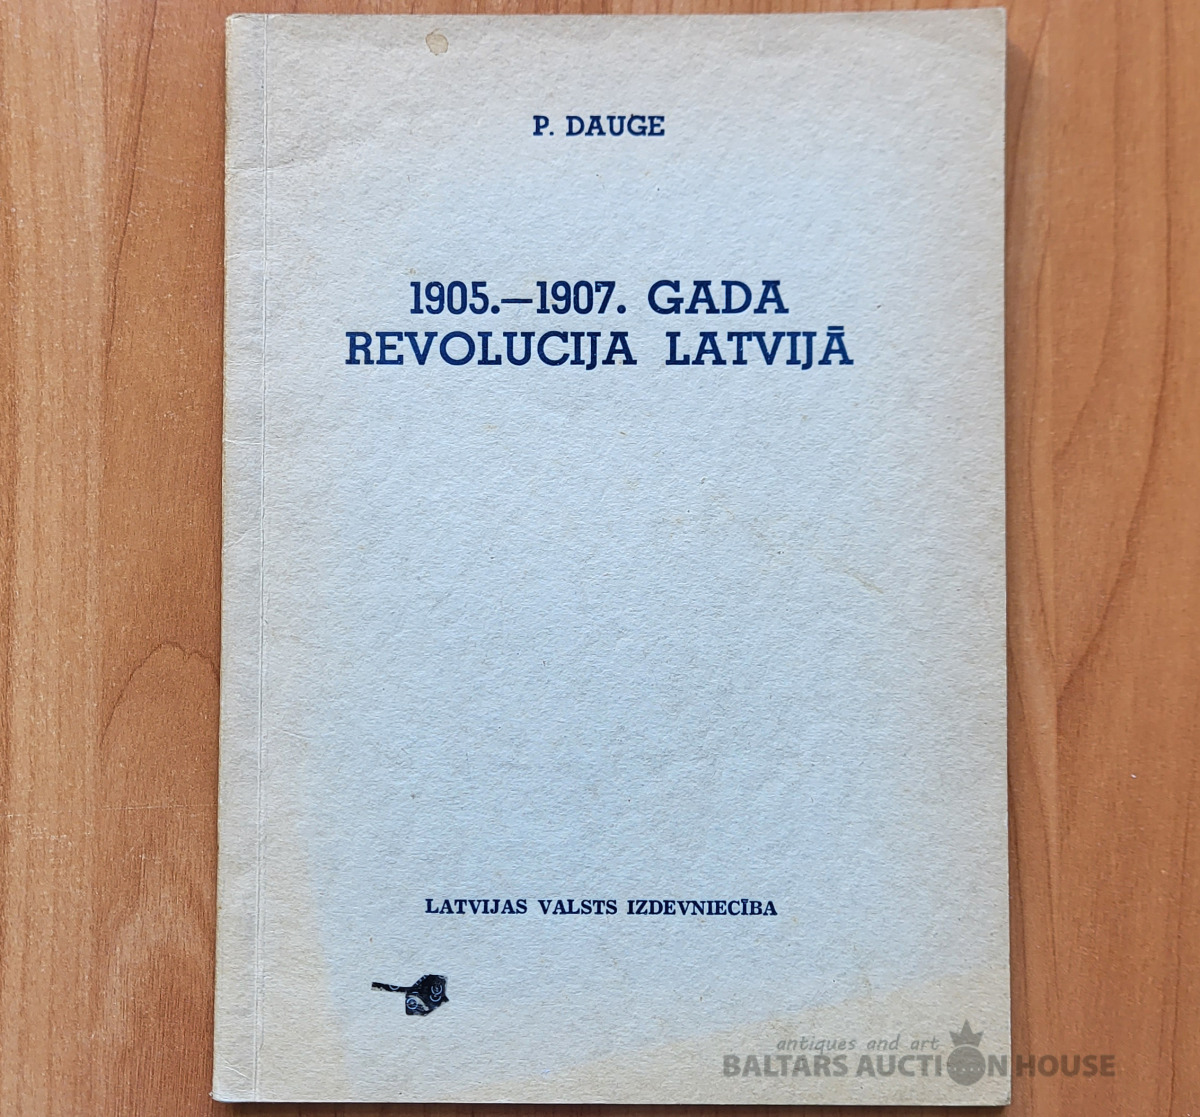 P. DAUGE
1905.—1907. GADA
REVOLUCIJA LATVIJĀ
LATVIJAS VALSTS IZDEVNIECĪBA
antiques and art
BALTARS AUCTION HOUSE